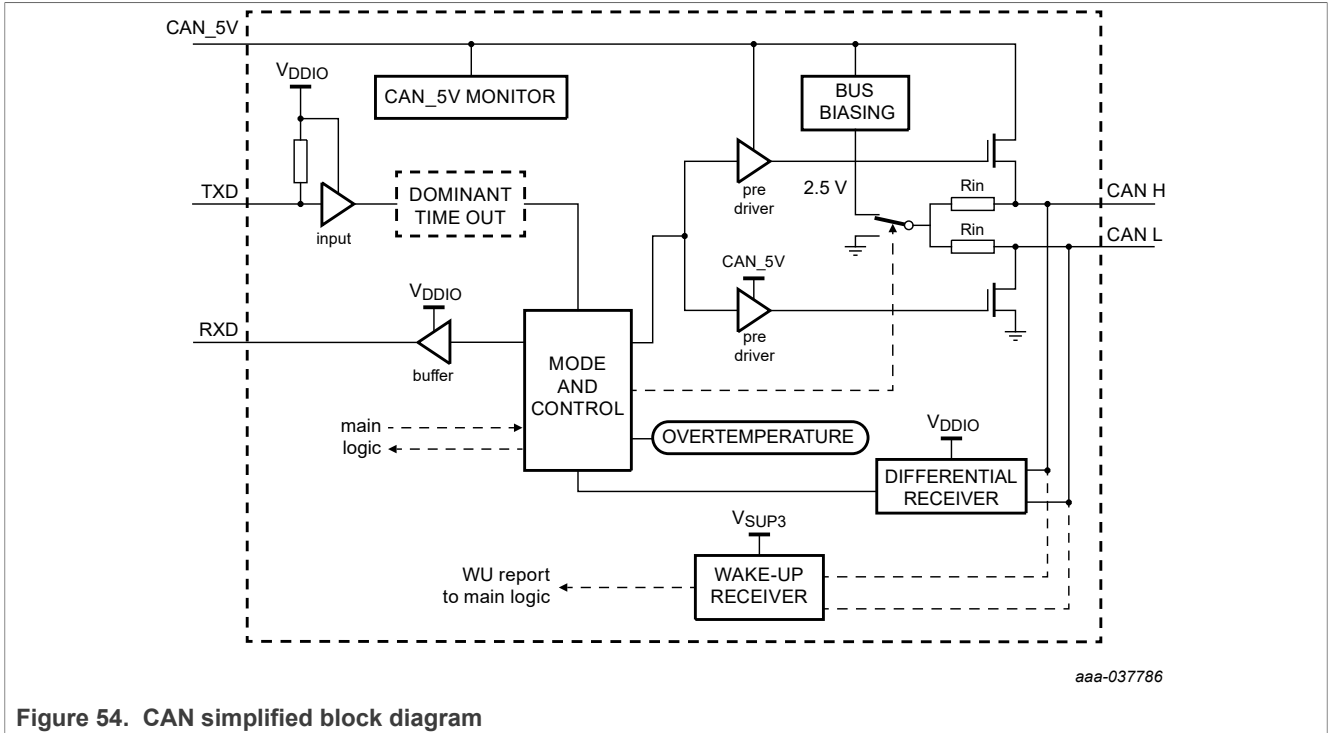 CAN_5V
VDDIO
CAN_5V MONITOR
BUS
BIASING
TXD
input
DOMINANT
TIME OUT
pre
driver
2.5 V
Rin
CAN H
Rin
CAN L
CAN_5V
pre
driver
VDDIO
RXD
buffer
MODE
AND
CONTROL
main
logic
OVERTEMPERATURE
VDDIO
DIFFERENTIAL
RECEIVER
VSUP3
WU report
to main logic
WAKE-UP
RECEIVER
aaa-037786
Figure 54. CAN simplified block diagram